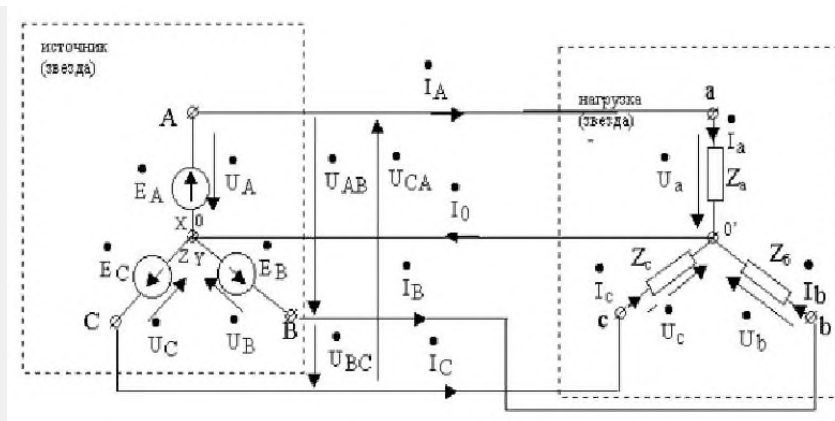 источник
(звезда)
İA
нагрузка
(звезда)
A
a
İa
ĖA
U̇A
U̇AB
U̇CA
U̇a
Za
İ0
X 0
0'
Z Y
ĖC
ĖB
Zc
Zб
İB
İc
İb
C
B
c
b
U̇C
U̇B
U̇BC
İC
U̇c
U̇b